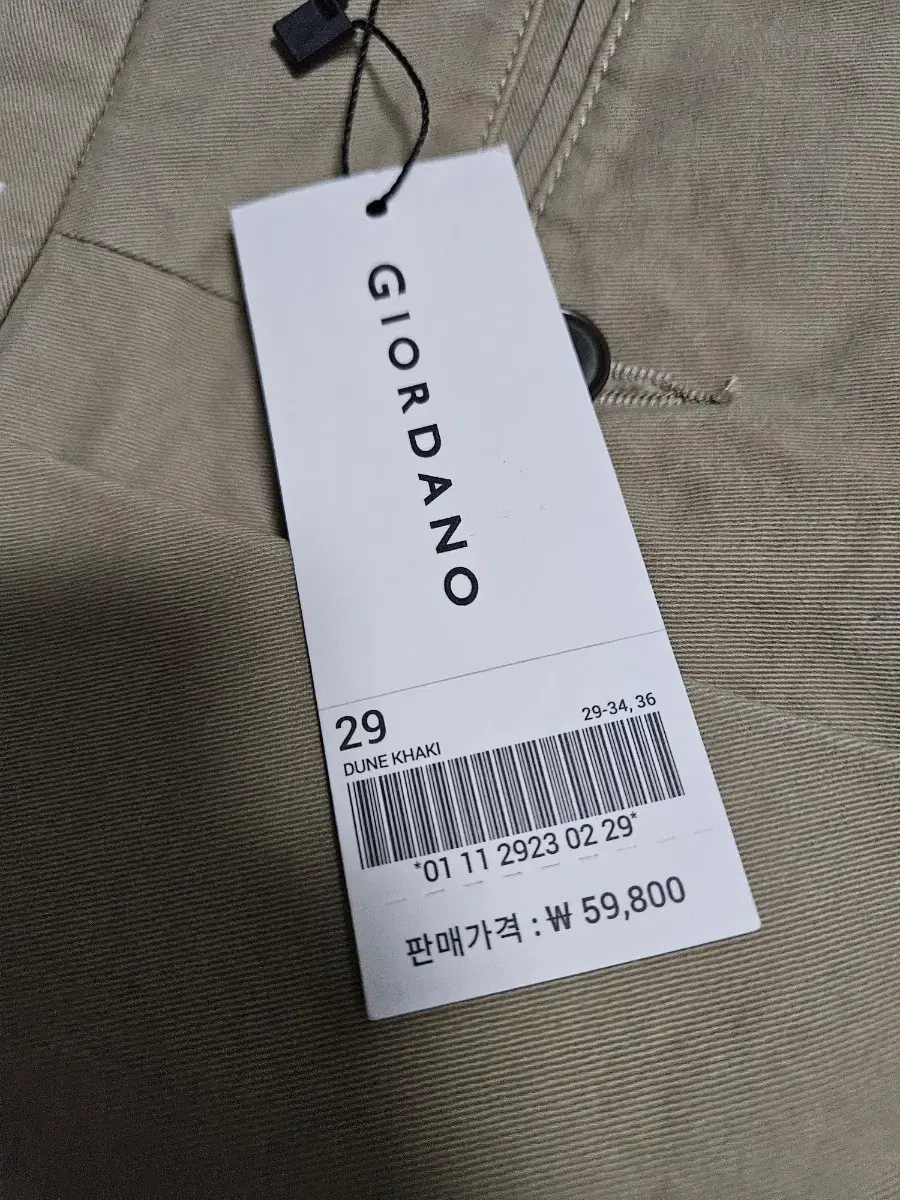 GIORDANO
29
29-34, 36
DUNE KHAKI
*01 11 2923 02 29*
판매가격 : ₩ 59,800